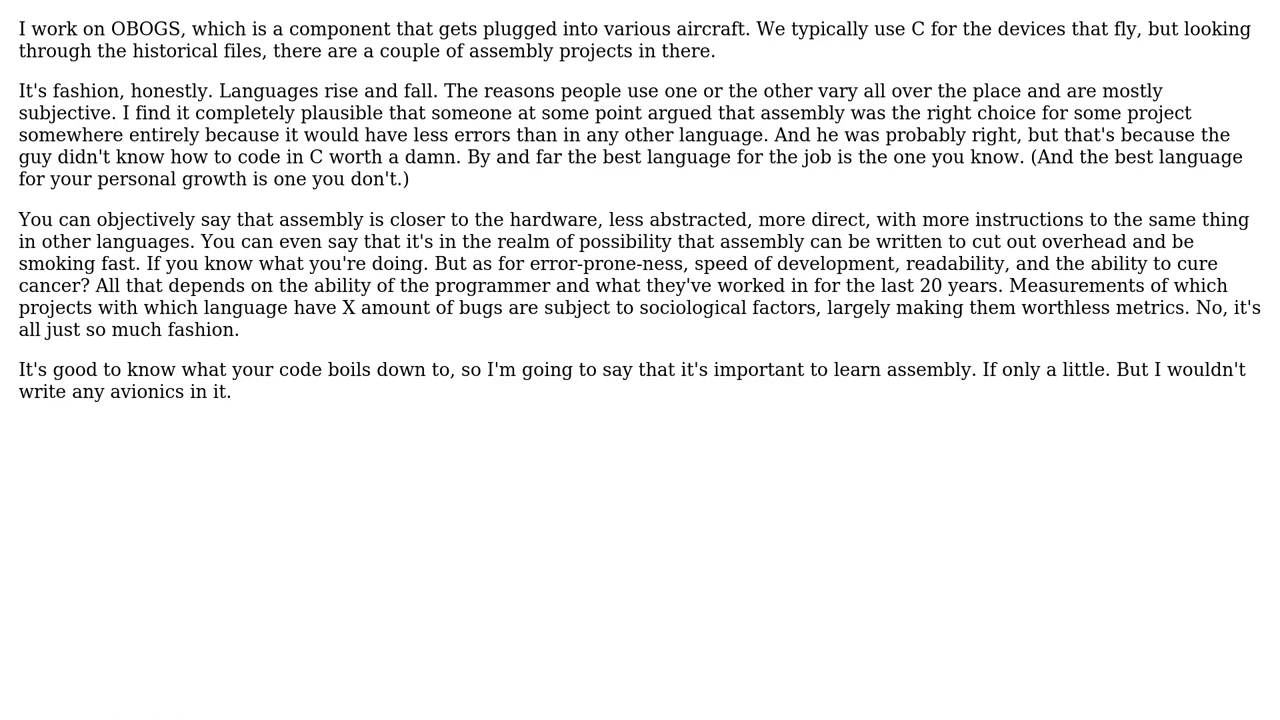 I work on OBOGS, which is a component that gets plugged into various aircraft. We typically use C for the devices that fly, but looking
through the historical files, there are a couple of assembly projects in there.
It's fashion, honestly. Languages rise and fall. The reasons people use one or the other vary all over the place and are mostly
subjective. I find it completely plausible that someone at some point argued that assembly was the right choice for some project
somewhere entirely because it would have less errors than in any other language. And he was probably right, but that's because the
guy didn't know how to code in C worth a damn. By and far the best language for the job is the one you know. (And the best language
for your personal growth is one you don't.)
You can objectively say that assembly is closer to the hardware, less abstracted, more direct, with more instructions to the same thing
in other languages. You can even say that it's in the realm of possibility that assembly can be written to cut out overhead and be
smoking fast. If you know what you're doing. But as for error-prone-ness, speed of development, readability, and the ability to cure
cancer? All that depends on the ability of the programmer and what they've worked in for the last 20 years. Measurements of which
projects with which language have X amount of bugs are subject to sociological factors, largely making them worthless metrics. No, it's
all just so much fashion.
It's good to know what your code boils down to, so I'm going to say that it's important to learn assembly. If only a little. But I wouldn't
write any avionics in it.